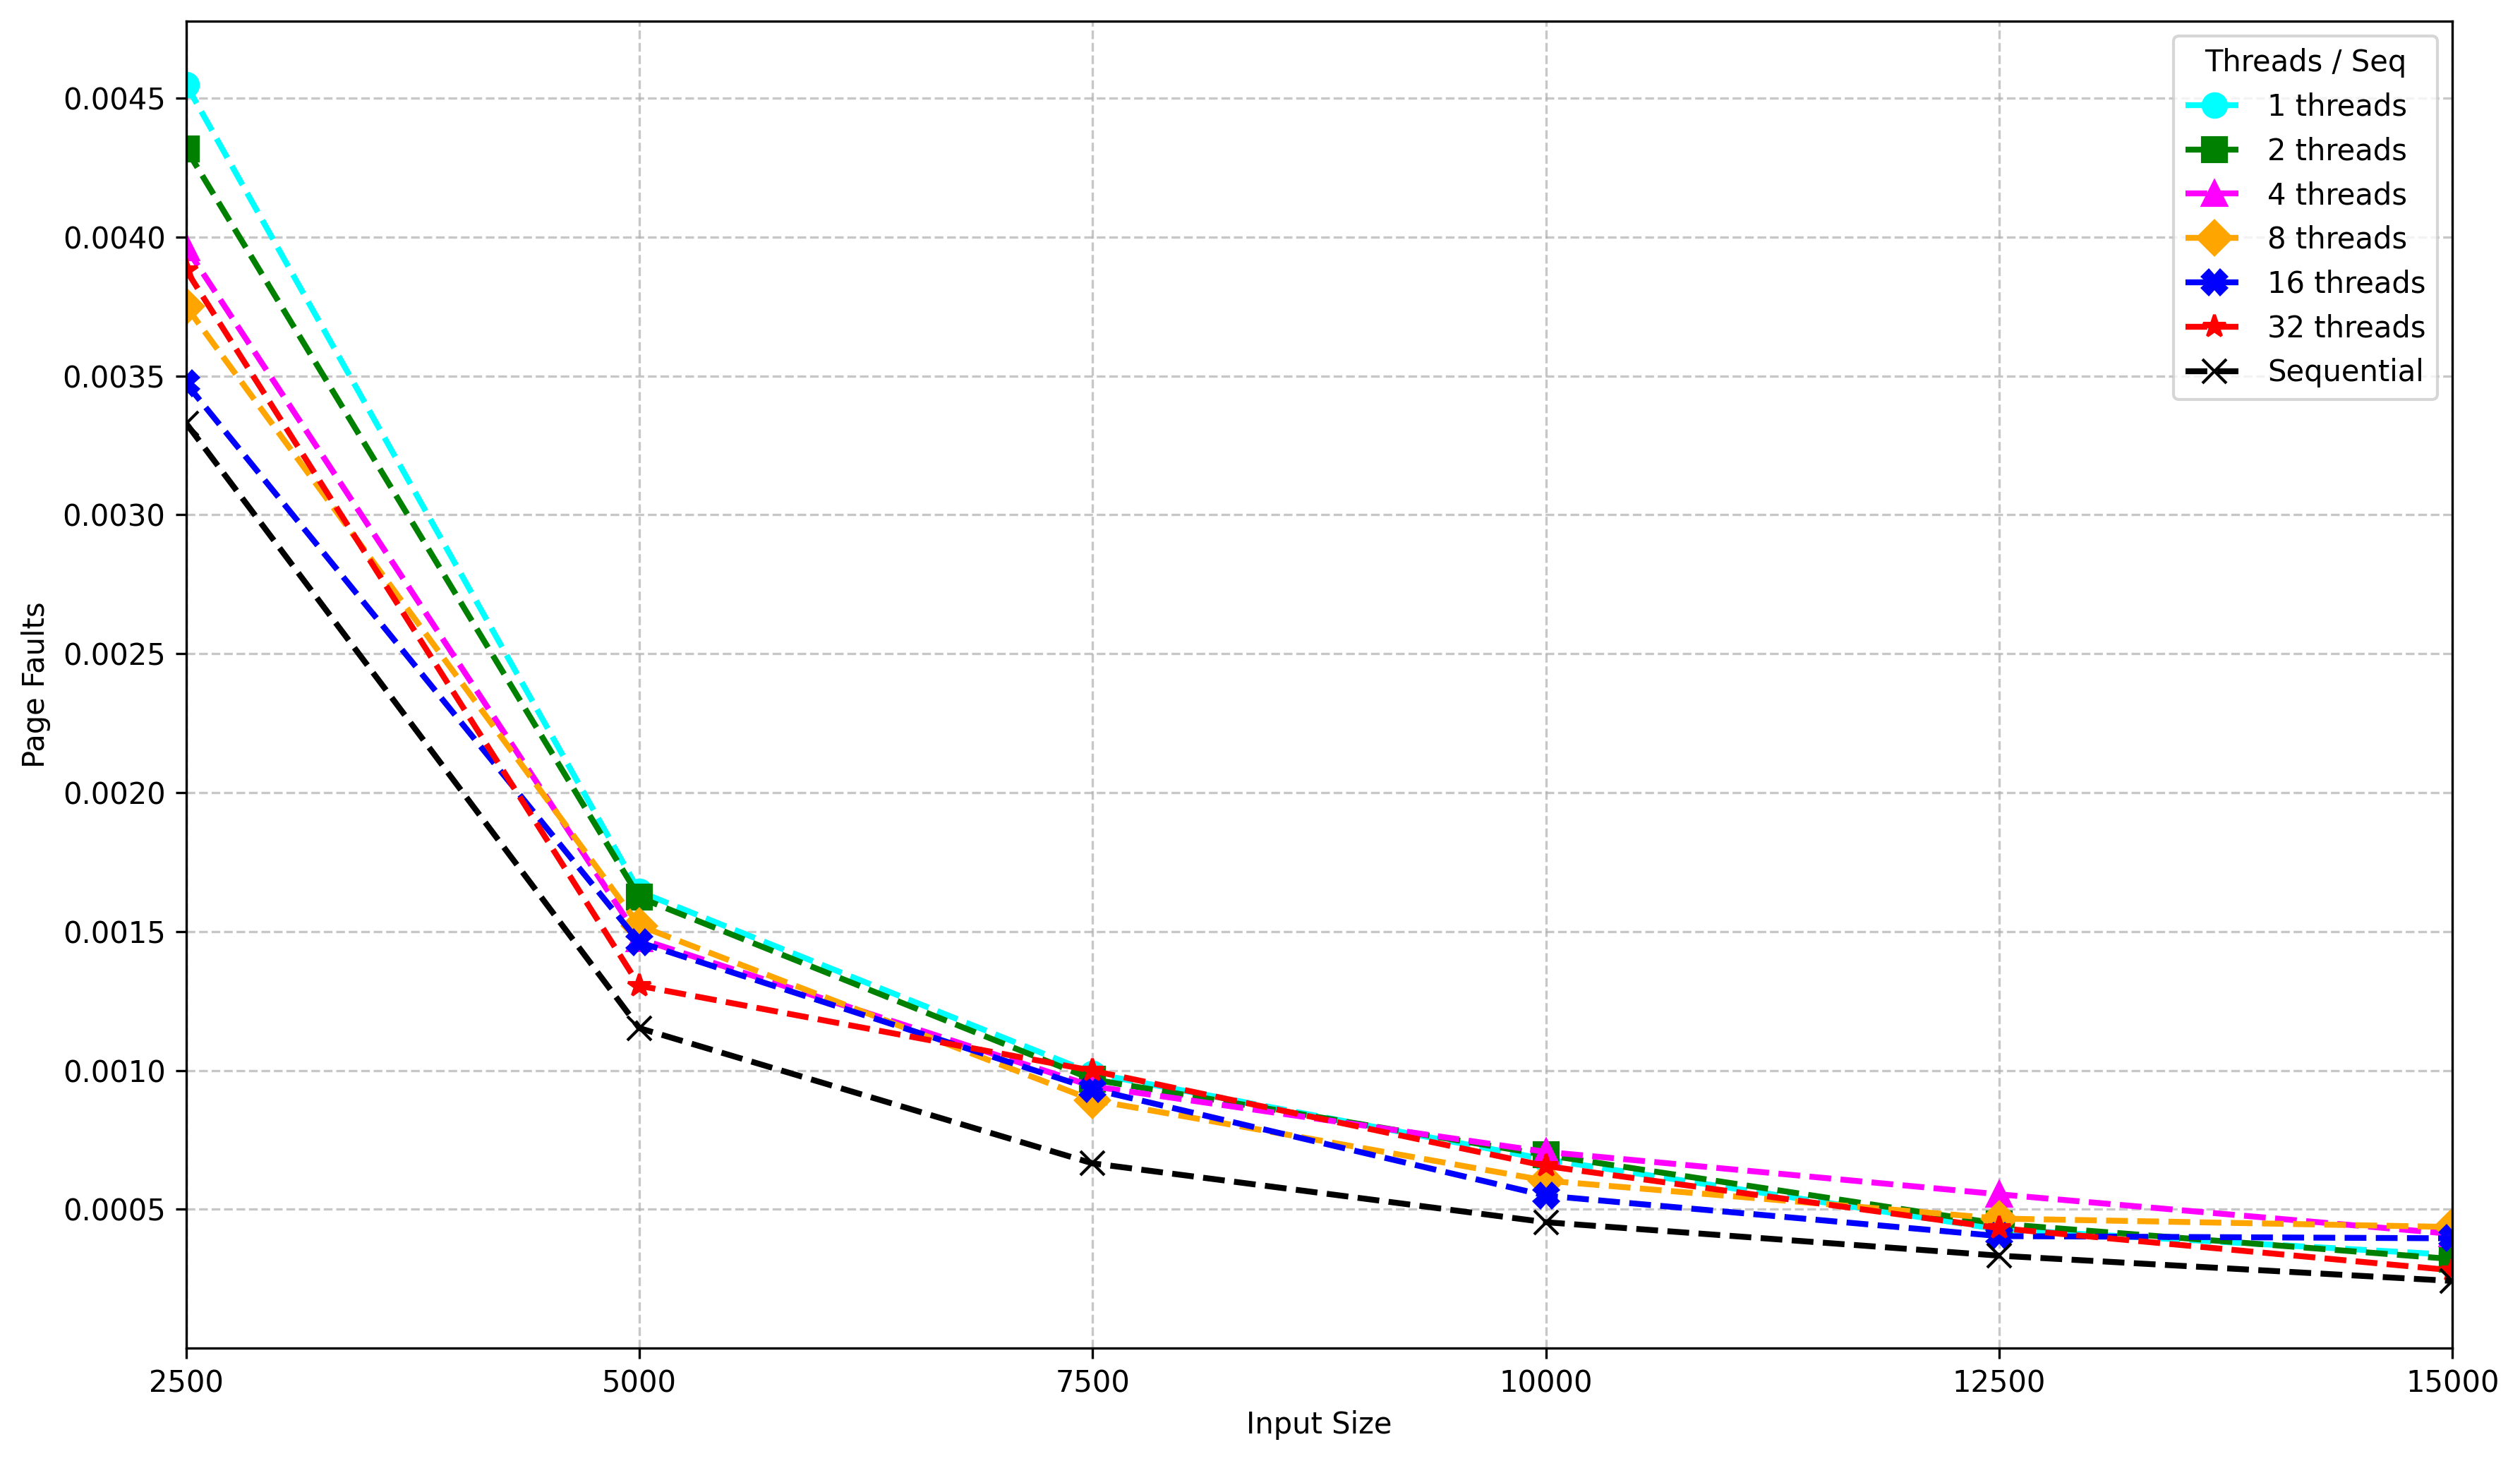 0.0045
0.0040
0.0035
0.0030
0.0025
0.0020
0.0015
0.0010
0.0005
Page Faults
2500
5000
7500
10000
12500
15000
Input Size
Threads / Seq
1 threads
2 threads
4 threads
8 threads
16 threads
32 threads
Sequential